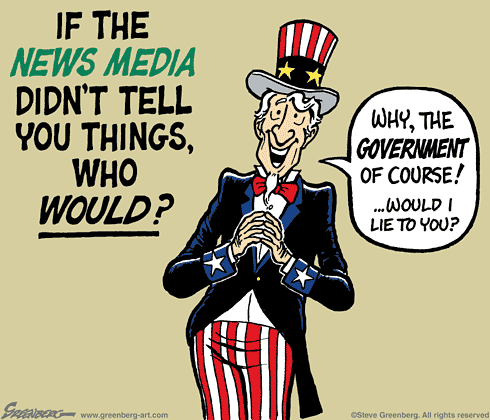 IF THE
NEWS MEDIA
DIDN'T TELL
YOU THINGS,
WHO
WOULD?
WHY, THE
GOVERNMENT
OF COURSE!
...WOULD I
LIE TO YOU?
GREENBERG www.greenberg-art.com ©Steve Greenberg. All rights reserved